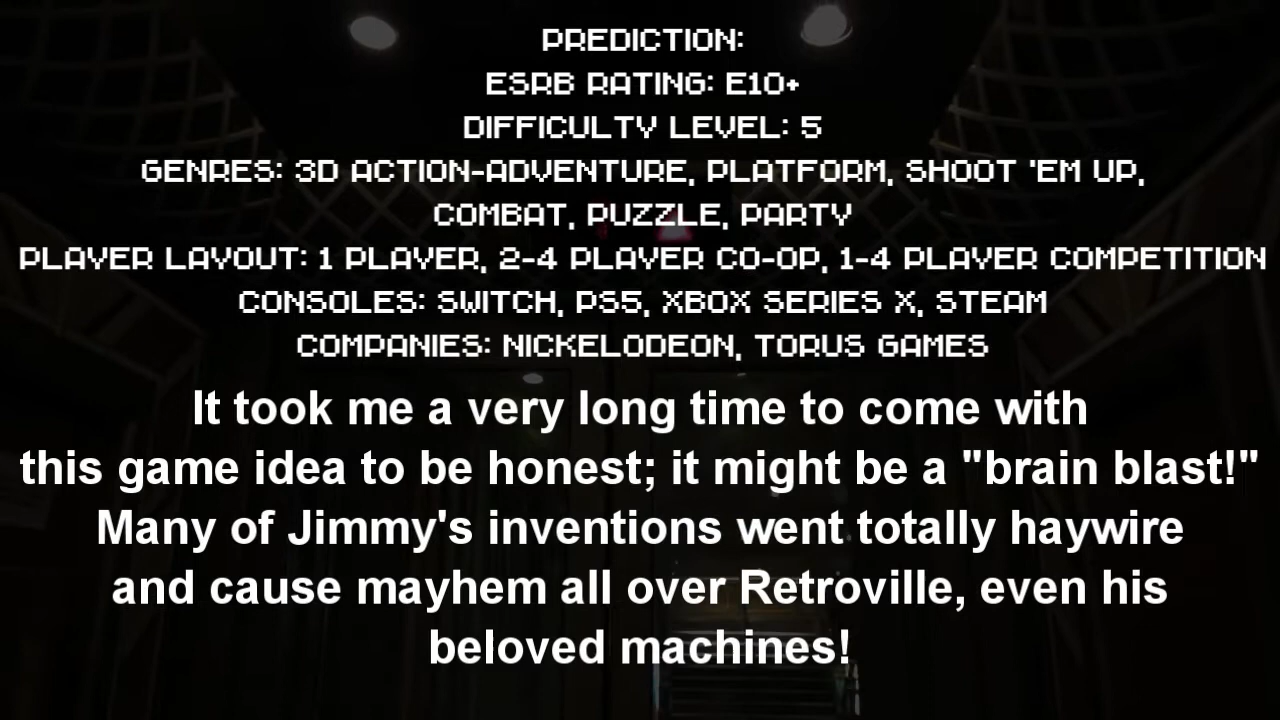 PREDICTION:
ESRB RATING: E10+
DIFFICULTY LEVEL: 5
GENRES: 3D ACTION-ADVENTURE, PLATFORM, SHOOT 'EM UP,
COMBAT, PUZZLE, PARTY
PLAYER LAYOUT: 1 PLAYER, 2-4 PLAYER CO-OP, 1-4 PLAYER COMPETITION
CONSOLES: SWITCH, PS5, XBOX SERIES X, STEAM
COMPANIES: NICKELODEON, TORUS GAMES
It took me a very long time to come with
this game idea to be honest; it might be a "brain blast!"
Many of Jimmy's inventions went totally haywire
and cause mayhem all over Retroville, even his
beloved machines!